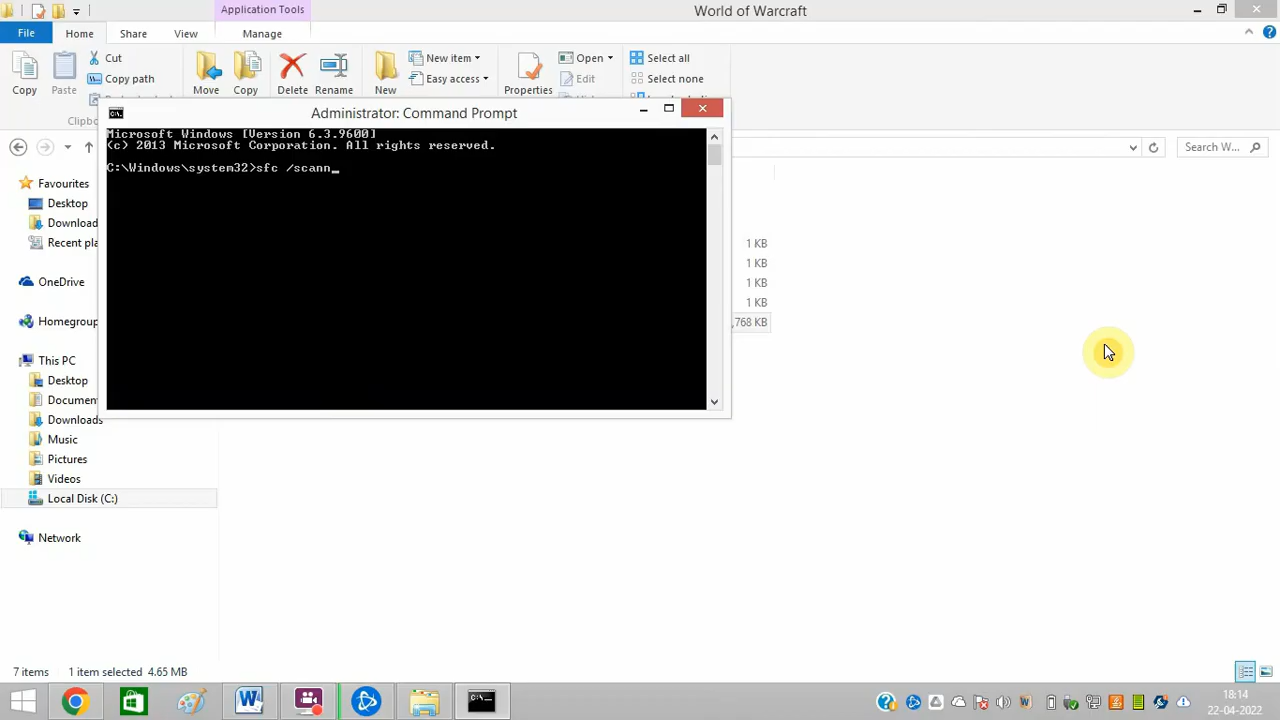 Application Tools
World of Warcraft
File
Home
Share
View
Manage
Cut
Copy path
Copy
Paste
Move
Copy
Delete
Rename
New
New item
Easy access
Properties
Open
Edit
Select all
Select none
Administrator: Command Prompt
Microsoft Windows [Version 6.3.9600]
(c) 2013 Microsoft Corporation. All rights reserved.
C:\Windows\system32>sfc /scann_
Search W...
Favourites
Desktop
Download
Recent pla
OneDrive
Homegroup
This PC
Desktop
Documen
Downloads
Music
Pictures
Videos
Local Disk (C:)
Network
1 KB
1 KB
1 KB
1 KB
,768 KB
7 items
1 item selected 4.65 MB
18:14
22-04-2022